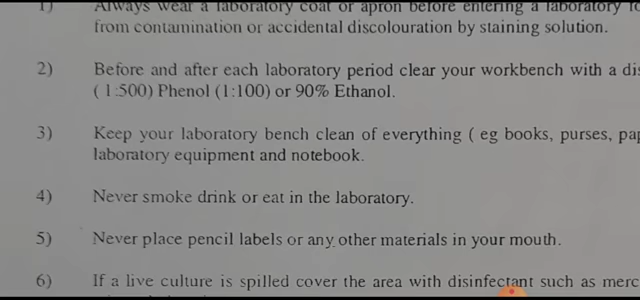 1) Always wear a laboratory coat or apron before entering a laboratory
from contamination or accidental discolouration by staining solution.
2) Before and after each laboratory period clear your workbench with a
( 1:500) Phenol (1:100) or 90% Ethanol.
3) Keep your laboratory bench clean of everything ( eg books, purses,
laboratory equipment and notebook.
4) Never smoke drink or eat in the laboratory.
5) Never place pencil labels or any other materials in your mouth.
6) If a live culture is spilled cover the area with disinfectant such as